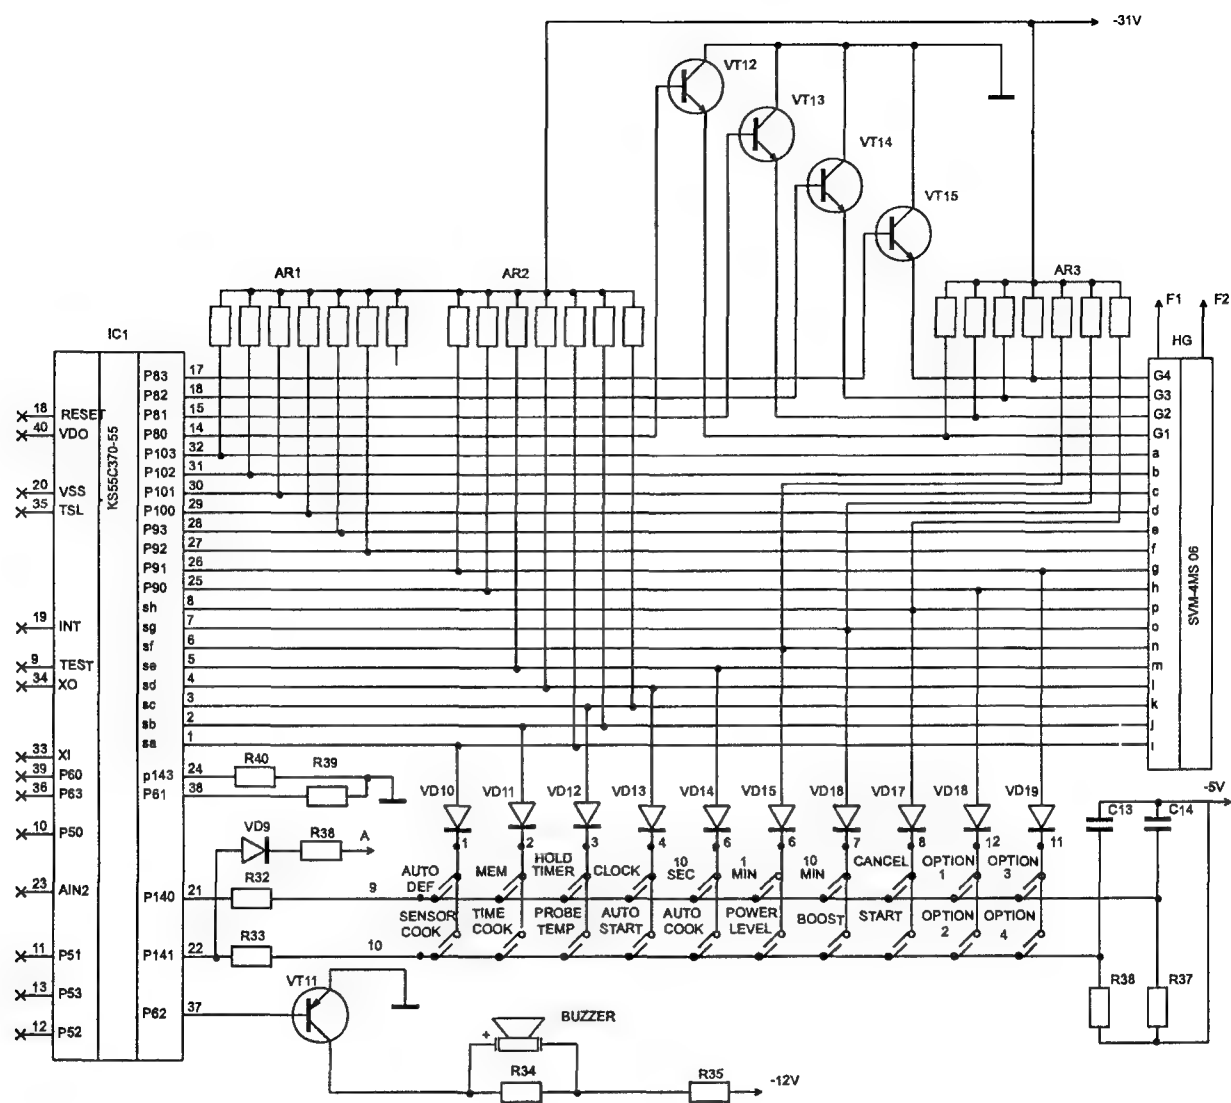 -31V
VT12
VT13
VT14
VT15
AR1
AR2
AR3
F1
F2
IC1
HG
KS55C370-55
SVM-4MS 06
18 RESET
40 VDO
20 VSS
35 TSL
19 INT
9 TEST
34 XO
33 XI
39 P60
36 P63
10 P50
23 AIN2
11 P51
13 P53
12 P52
P83 17
P82 18
P81 15
P80 14
P103 32
P102 31
P101 30
P100 29
P93 28
P92 27
P91 26
P90 25
sh 8
sg 7
sf 6
se 5
sd 4
sc 3
sb 2
sa 1
p143 24
P61 38
P140 21
P141 22
P62 37
G4
G3
G2
G1
a
b
c
d
e
f
g
h
p
o
n
m
l
k
j
i
R40
R39
VD9
R38
A
R32
9
R33
10
VD10
VD11
VD12
VD13
VD14
VD15
VD18
VD17
VD18
VD19
1
2
3
4
6
6
7
8
12
11
AUTO DEF
MEM
HOLD TIMER
CLOCK
10 SEC
1 MIN
10 MIN
CANCEL
OPTION 1
OPTION 3
SENSOR COOK
TIME COOK
PROBE TEMP
AUTO START
AUTO COOK
POWER LEVEL
BOOST
START
OPTION 2
OPTION 4
-5V
C13
C14
R38
R37
VT11
+
BUZZER
R34
R35
-12V